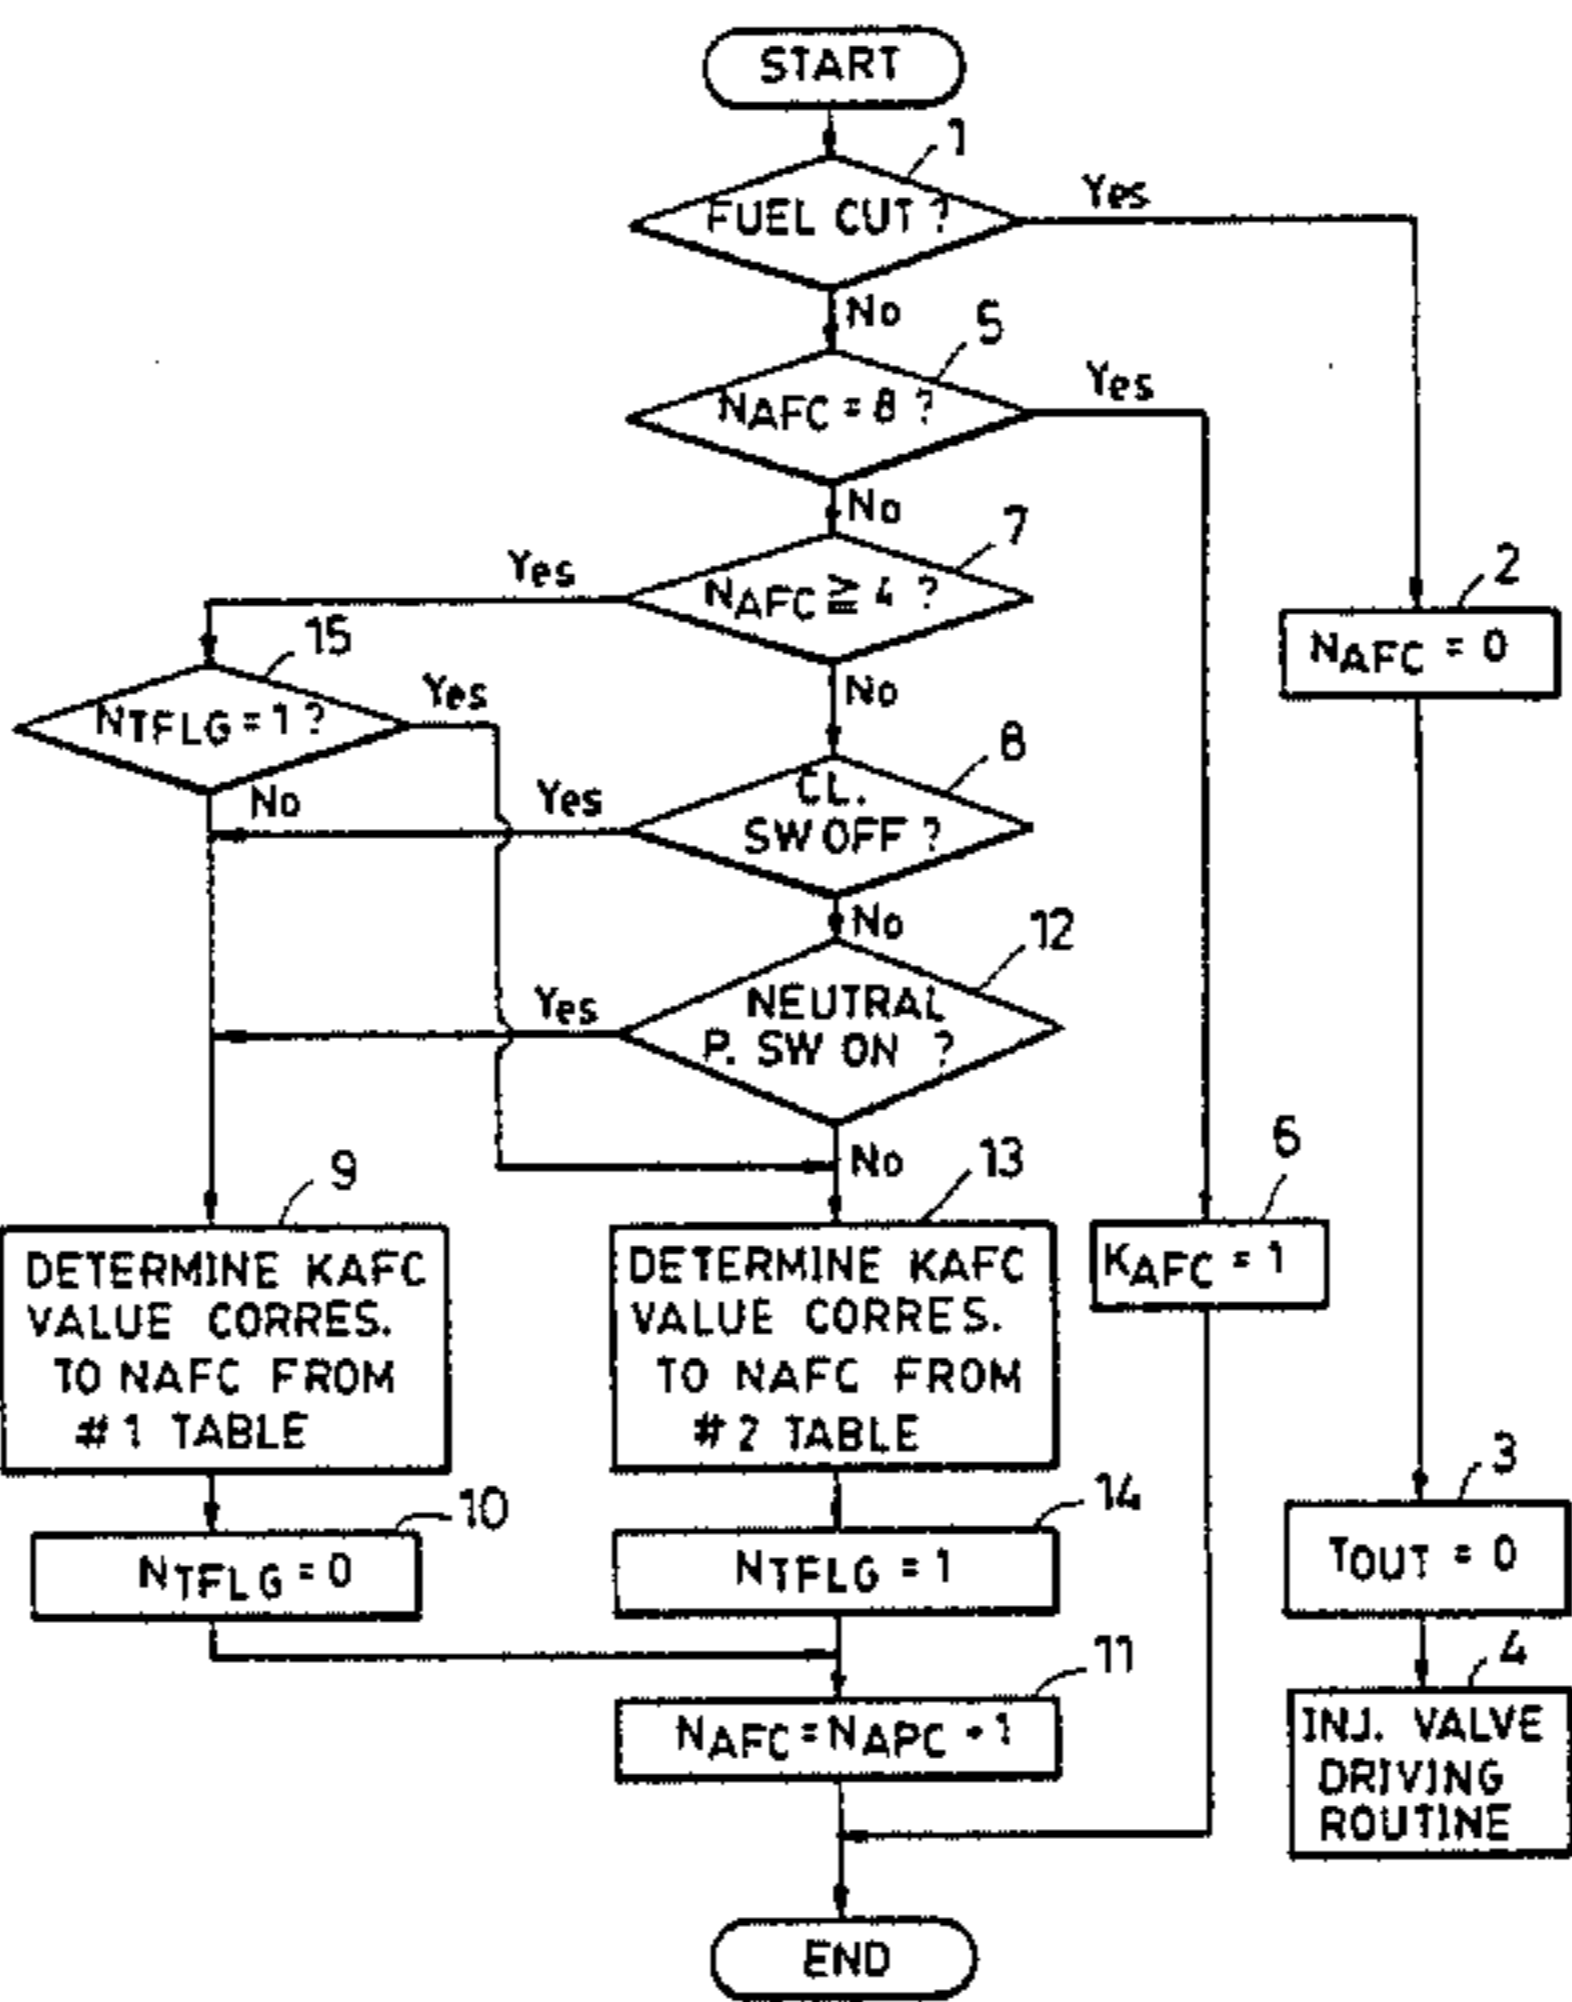 START
1
FUEL CUT ?
Yes
No
5
NAFC = 8 ?
Yes
No
7
NAFC ≧ 4 ?
Yes
No
2
NAFC = 0
15
NTFLG = 1 ?
Yes
No
8
CL.
SW OFF ?
Yes
No
12
NEUTRAL
P. SW ON ?
Yes
No
9
DETERMINE KAFC
VALUE CORRES.
TO NAFC FROM
#1 TABLE
13
DETERMINE KAFC
VALUE CORRES.
TO NAFC FROM
#2 TABLE
6
KAFC = 1
10
NTFLG = 0
14
NTFLG = 1
3
TOUT = 0
11
NAFC = NAPC + 1
4
INJ. VALVE
DRIVING
ROUTINE
END